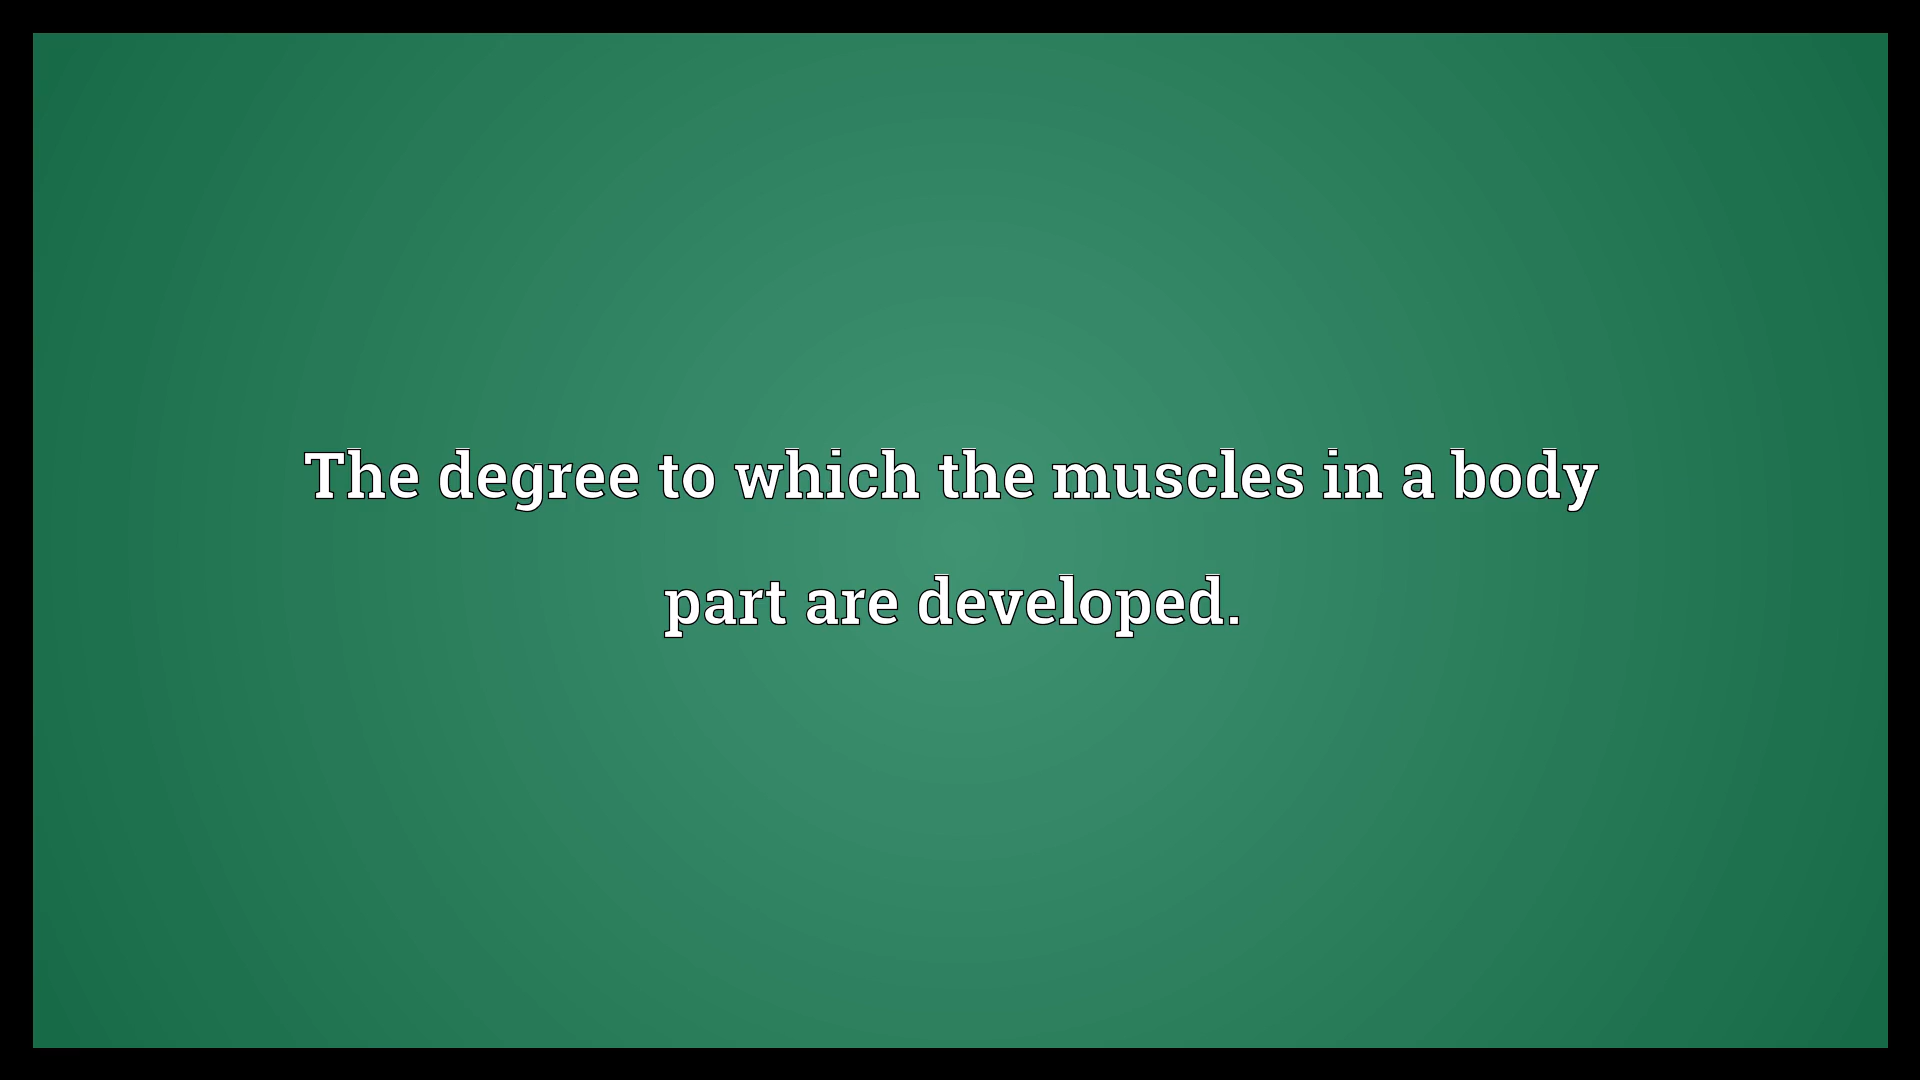 The degree to which the muscles in a body
part are developed.